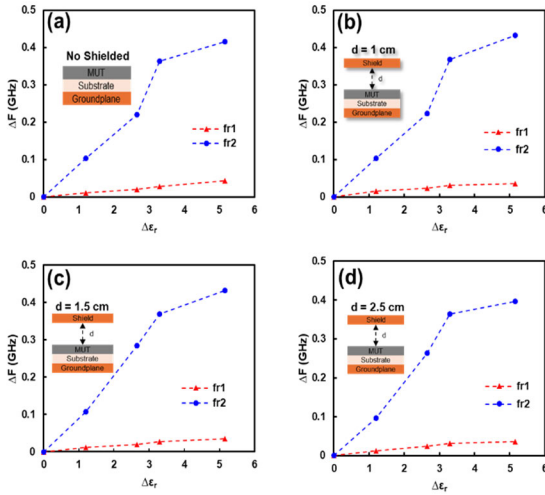 (a)
No Shielded
MUT
Substrate
Groundplane
fr1
fr2
ΔF (GHz)
0.5
0.4
0.3
0.2
0.1
0
0 1 2 3 4 5 6
Δεr
(b)
d = 1 cm
Shield
d
MUT
Substrate
Groundplane
fr1
fr2
ΔF (GHz)
0.5
0.4
0.3
0.2
0.1
0
0 1 2 3 4 5 6
Δεr
(c)
d = 1.5 cm
Shield
d
MUT
Substrate
Groundplane
fr1
fr2
ΔF (GHz)
0.5
0.4
0.3
0.2
0.1
0
0 1 2 3 4 5 6
Δεr
(d)
d = 2.5 cm
Shield
d
MUT
Substrate
Groundplane
fr1
fr2
ΔF (GHz)
0.5
0.4
0.3
0.2
0.1
0
0 1 2 3 4 5 6
Δεr